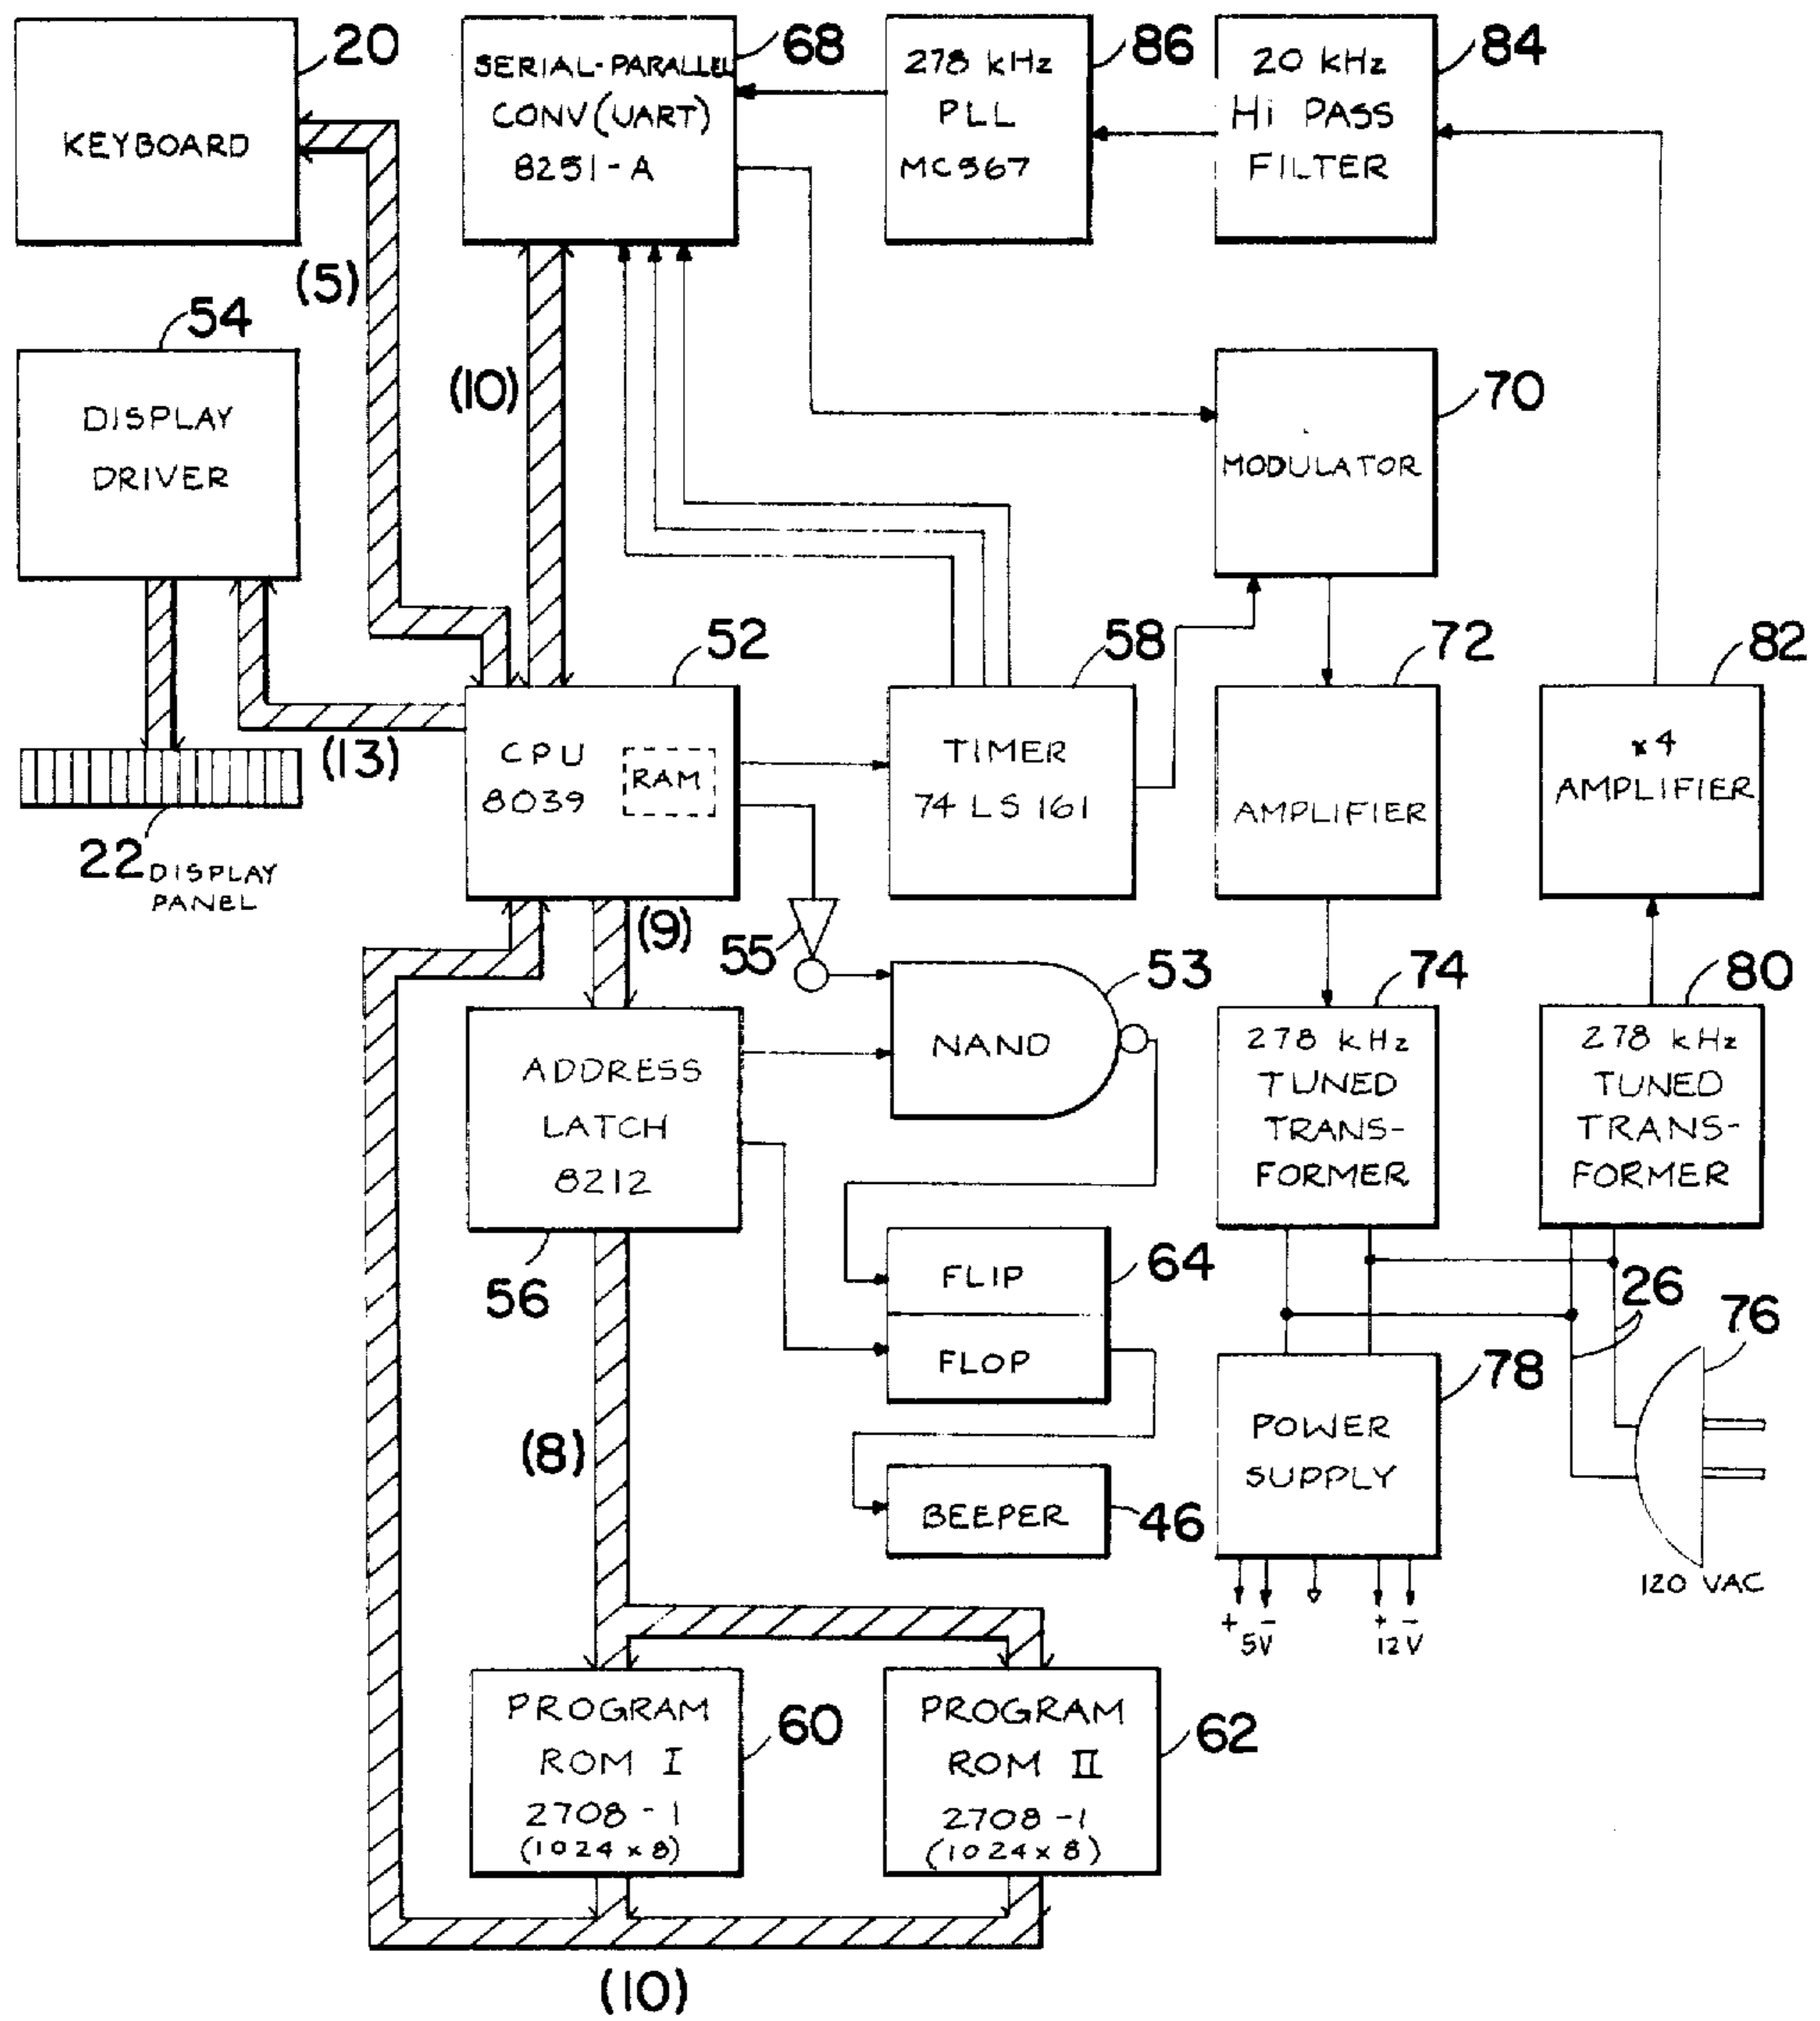 KEYBOARD
20
SERIAL-PARALLEL
CONV(UART)
8251-A
68
278 kHz
PLL
MC567
86
20 kHz
Hi PASS
FILTER
84
(5)
54
DISPLAY
DRIVER
(10)
MODULATOR
70
22 DISPLAY
PANEL
(13)
52
CPU
8039
RAM
58
TIMER
74 LS 161
72
AMPLIFIER
82
x4
AMPLIFIER
(9)
55
53
NAND
ADDRESS
LATCH
8212
56
74
278 kHz
TUNED
TRANS-
FORMER
80
278 kHz
TUNED
TRANS-
FORMER
FLIP
FLOP
64
26
76
120 VAC
78
POWER
SUPPLY
+ -
5V
+ -
12V
(8)
BEEPER
46
PROGRAM
ROM I
2708-1
(1024 x 8)
60
PROGRAM
ROM II
2708-1
(1024 x 8)
62
(10)